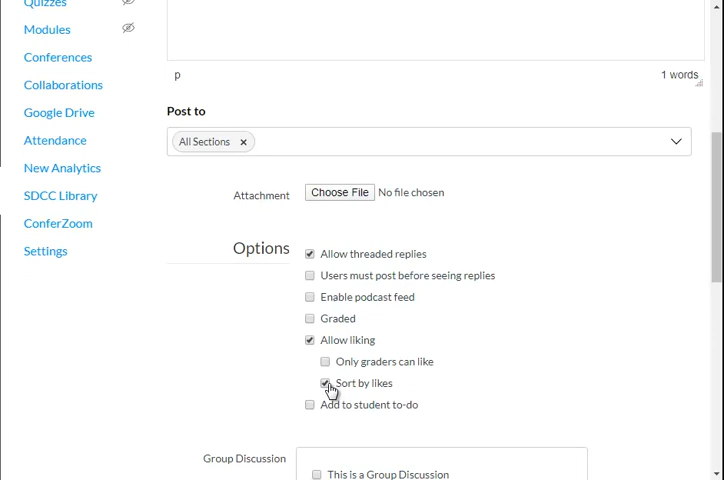 Quizzes
Modules
Conferences
Collaborations
Google Drive
Attendance
New Analytics
SDCC Library
ConferZoom
Settings
p 1 words
Post to
All Sections
Attachment Choose File No file chosen
Options
Allow threaded replies
Users must post before seeing replies
Enable podcast feed
Graded
Allow liking
Only graders can like
Sort by likes
Add to student to-do
Group Discussion
This is a Group Discussion